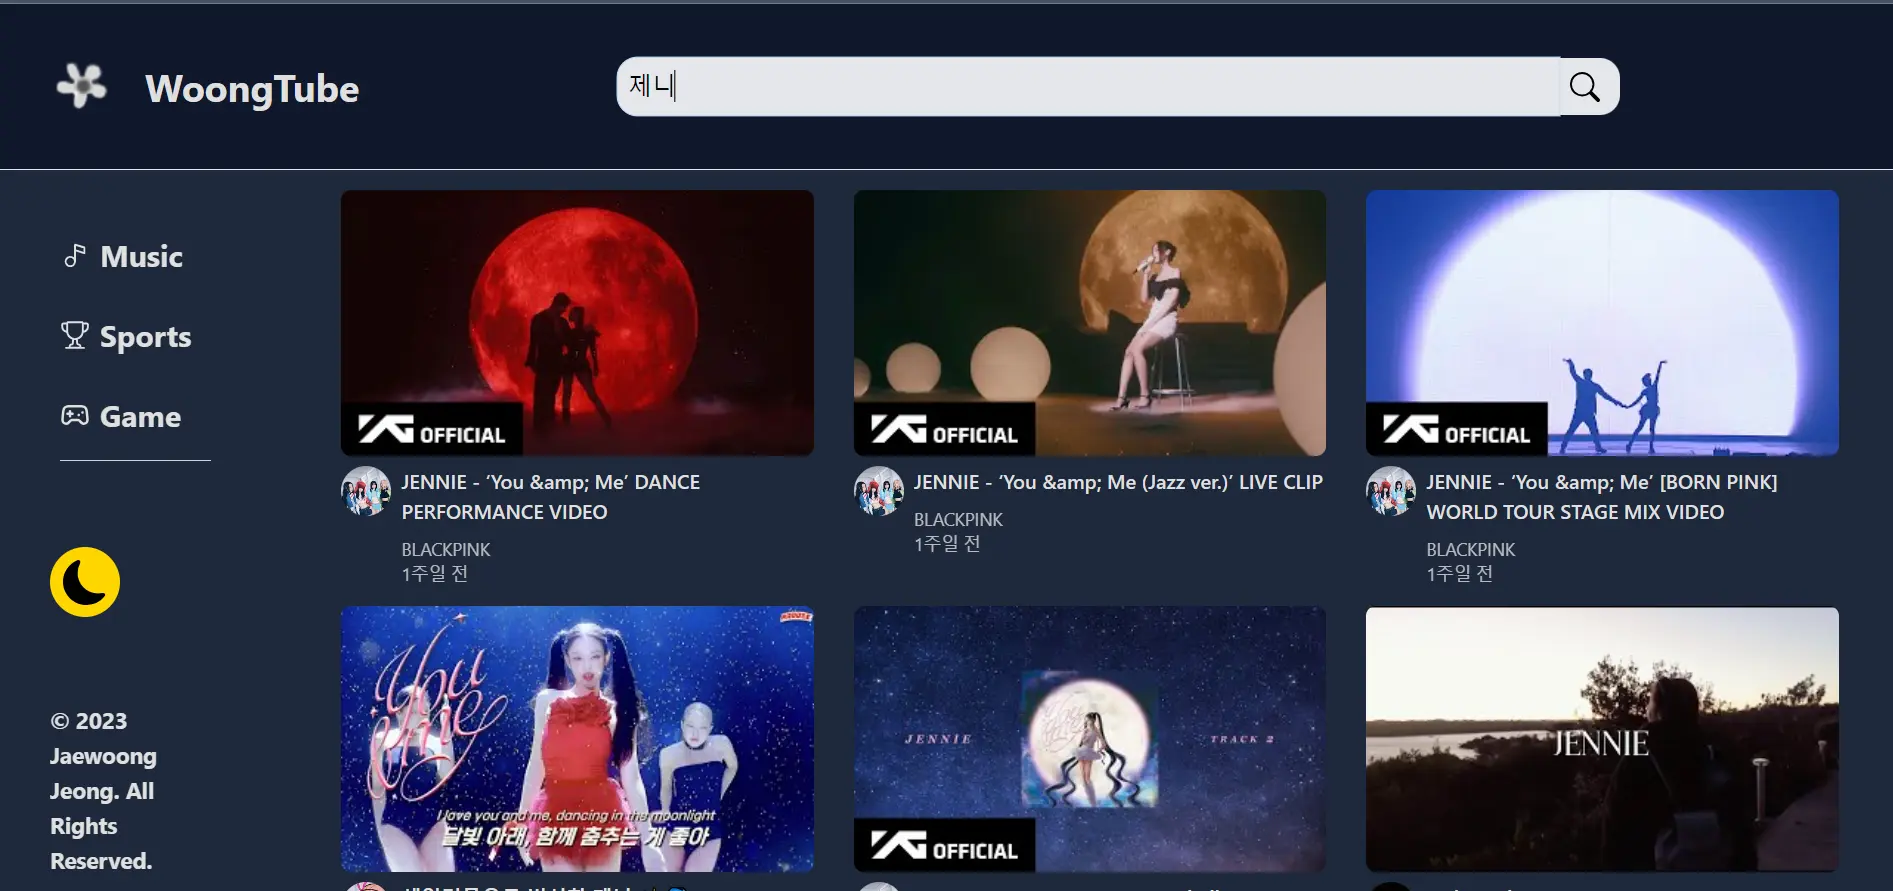 WoongTube
제니
Music
Sports
Game
© 2023
Jaewoong
Jeong. All
Rights
Reserved.
YG OFFICIAL
JENNIE - ‘You &amp; Me’ DANCE
PERFORMANCE VIDEO
BLACKPINK
1주일 전
YG OFFICIAL
JENNIE - ‘You &amp; Me (Jazz ver.)’ LIVE CLIP
BLACKPINK
1주일 전
YG OFFICIAL
JENNIE - ‘You &amp; Me’ [BORN PINK]
WORLD TOUR STAGE MIX VIDEO
BLACKPINK
1주일 전
You
I love you and me, dancing in the moonlight
달빛 아래, 함께 춤추는 게 좋아
JENNIE
TRACK 2
YG OFFICIAL
JENNIE